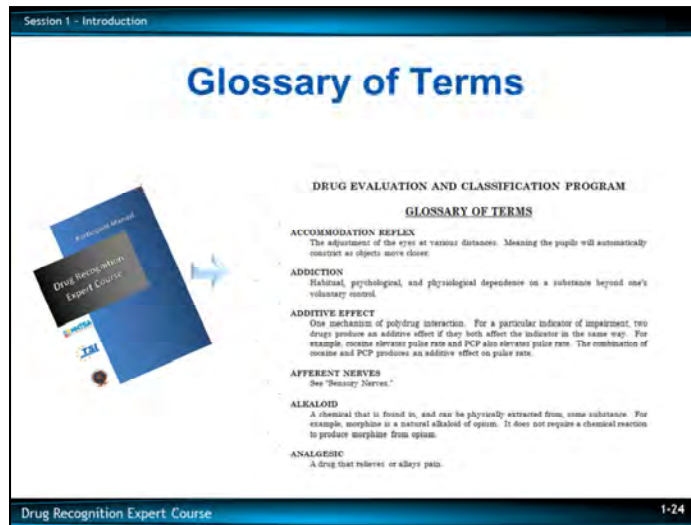 Session 1 - Introduction
Glossary of Terms
Participant Manual
Drug Recognition
Expert Course
NHTSA
TSI
DRUG EVALUATION AND CLASSIFICATION PROGRAM
GLOSSARY OF TERMS
ACCOMMODATION REFLEX
The adjustment of the eyes at various distances. Meaning the pupils will automatically
constrict as objects move closer.
ADDICTION
Habitual, psychological, and physiological dependence on a substance beyond one's
voluntary control.
ADDITIVE EFFECT
One mechanism of polydrug interaction. For a particular indicator of impairment, two
drugs produce an additive effect if they both affect the indicator in the same way. For
example, cocaine elevates pulse rate and PCP also elevates pulse rate. The combination of
cocaine and PCP produces an additive effect on pulse rate.
AFFERENT NERVES
See "Sensory Nerves."
ALKALOID
A chemical that is found in, and can be physically extracted from, some substance. For
example, morphine is a natural alkaloid of opium. It does not require a chemical reaction
to produce morphine from opium.
ANALGESIC
A drug that relieves or allays pain.
Drug Recognition Expert Course
1-24